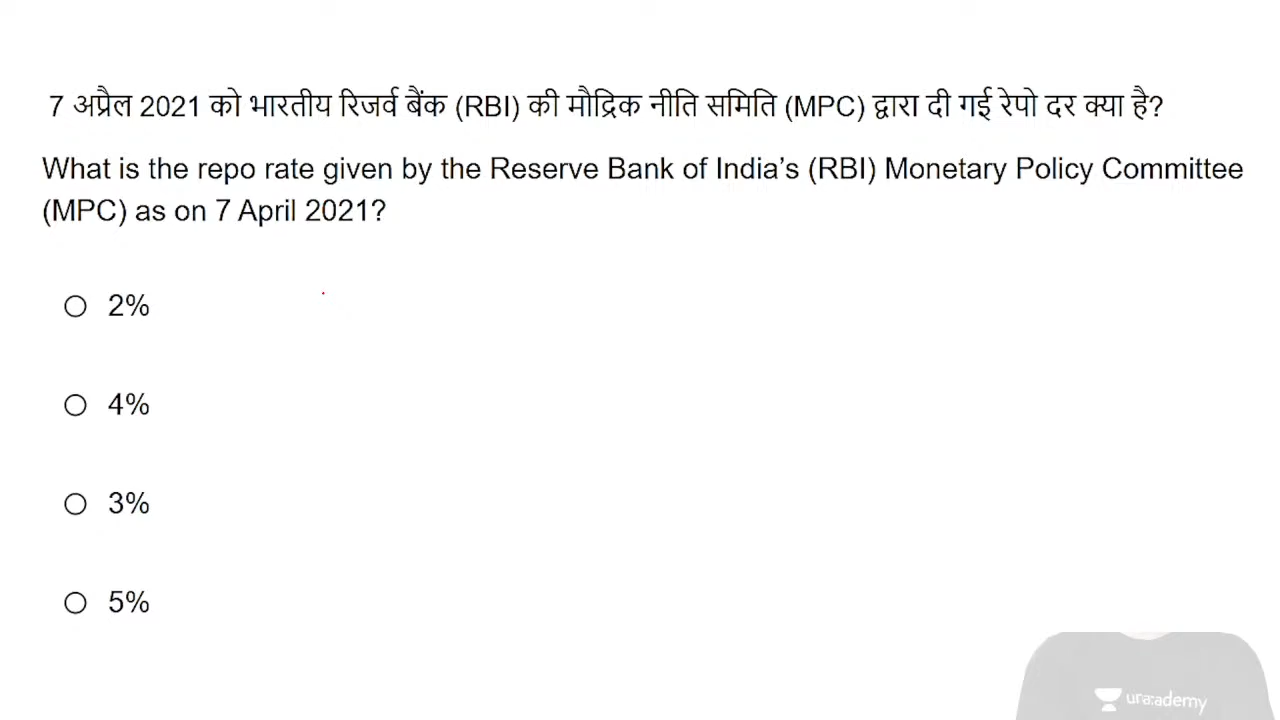 7 अप्रैल 2021 को भारतीय रिजर्व बैंक (RBI) की मौद्रिक नीति समिति (MPC) द्वारा दी गई रेपो दर क्या है?
What is the repo rate given by the Reserve Bank of India’s (RBI) Monetary Policy Committee
(MPC) as on 7 April 2021?
2%
4%
3%
5%